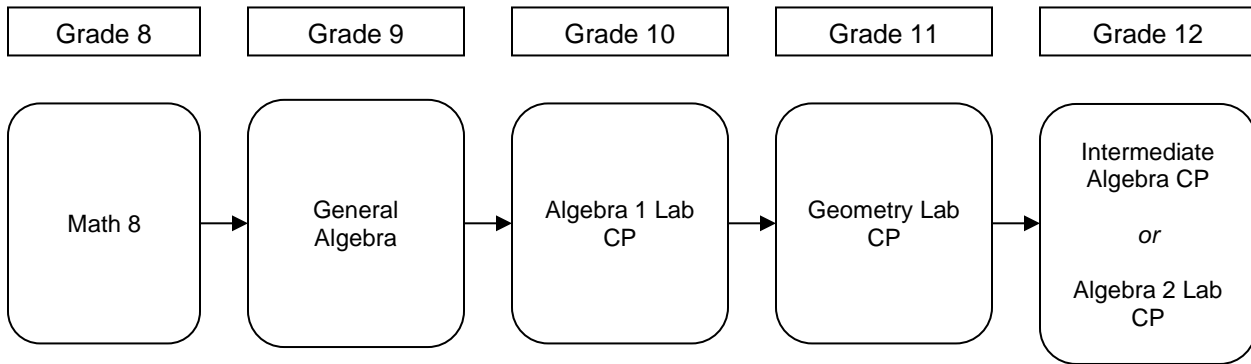 Grade 8
Grade 9
Grade 10
Grade 11
Grade 12
Math 8
General
Algebra
Algebra 1 Lab
CP
Geometry Lab
CP
Intermediate
Algebra CP
or
Algebra 2 Lab
CP